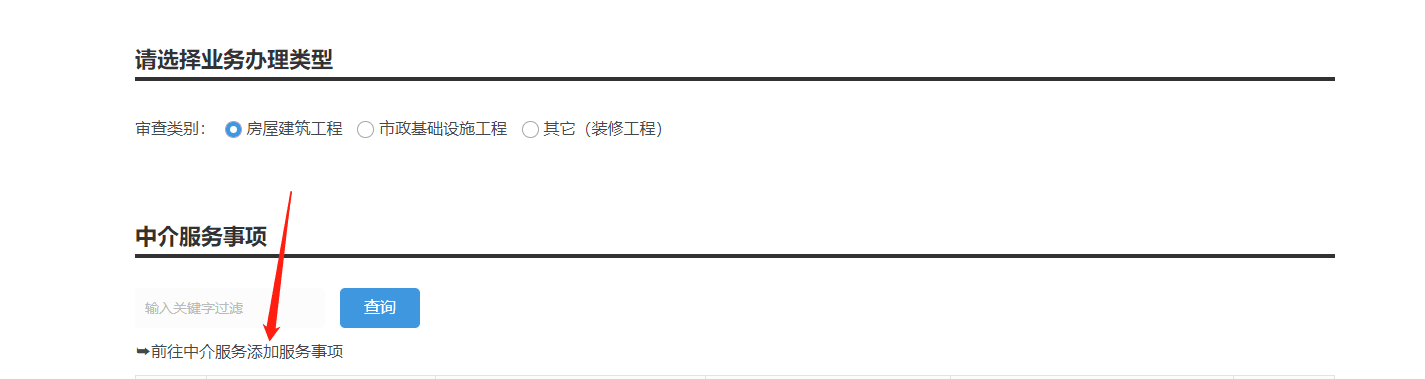 请选择业务办理类型
审查类别： 房屋建筑工程 市政基础设施工程 其它（装修工程）
中介服务事项
输入关键字过滤 查询
➥前往中介服务添加服务事项